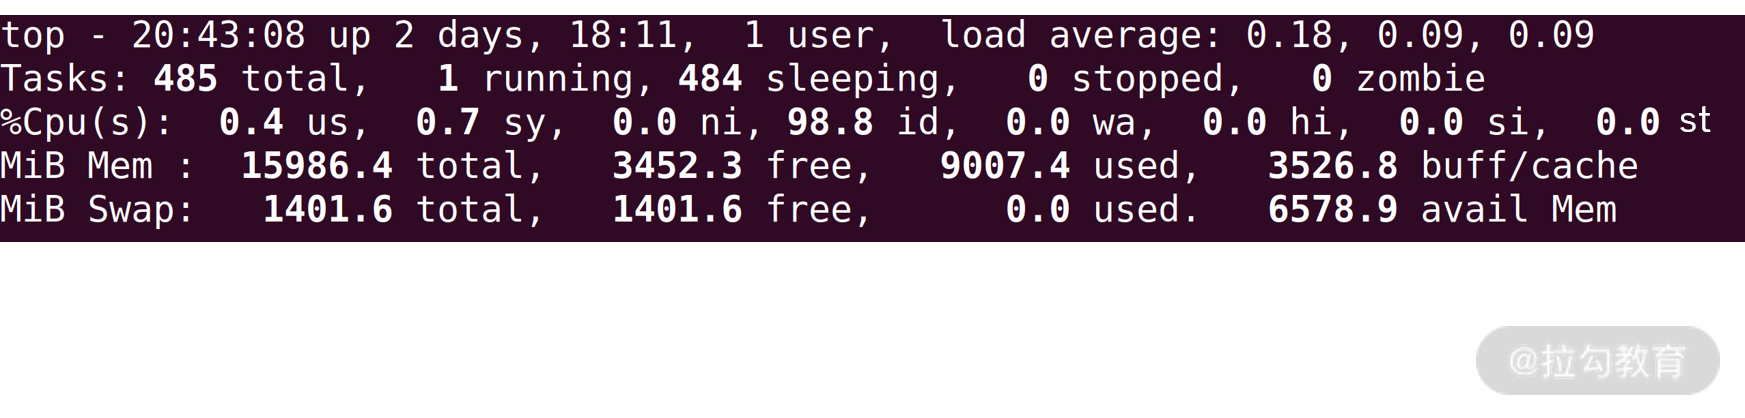 top - 20:43:08 up 2 days, 18:11,  1 user,  load average: 0.18, 0.09, 0.09
Tasks: 485 total,   1 running, 484 sleeping,   0 stopped,   0 zombie
%Cpu(s):  0.4 us,  0.7 sy,  0.0 ni, 98.8 id,  0.0 wa,  0.0 hi,  0.0 si,  0.0 st
MiB Mem :  15986.4 total,   3452.3 free,   9007.4 used,   3526.8 buff/cache
MiB Swap:   1401.6 total,   1401.6 free,      0.0 used.   6578.9 avail Mem
@拉勾教育